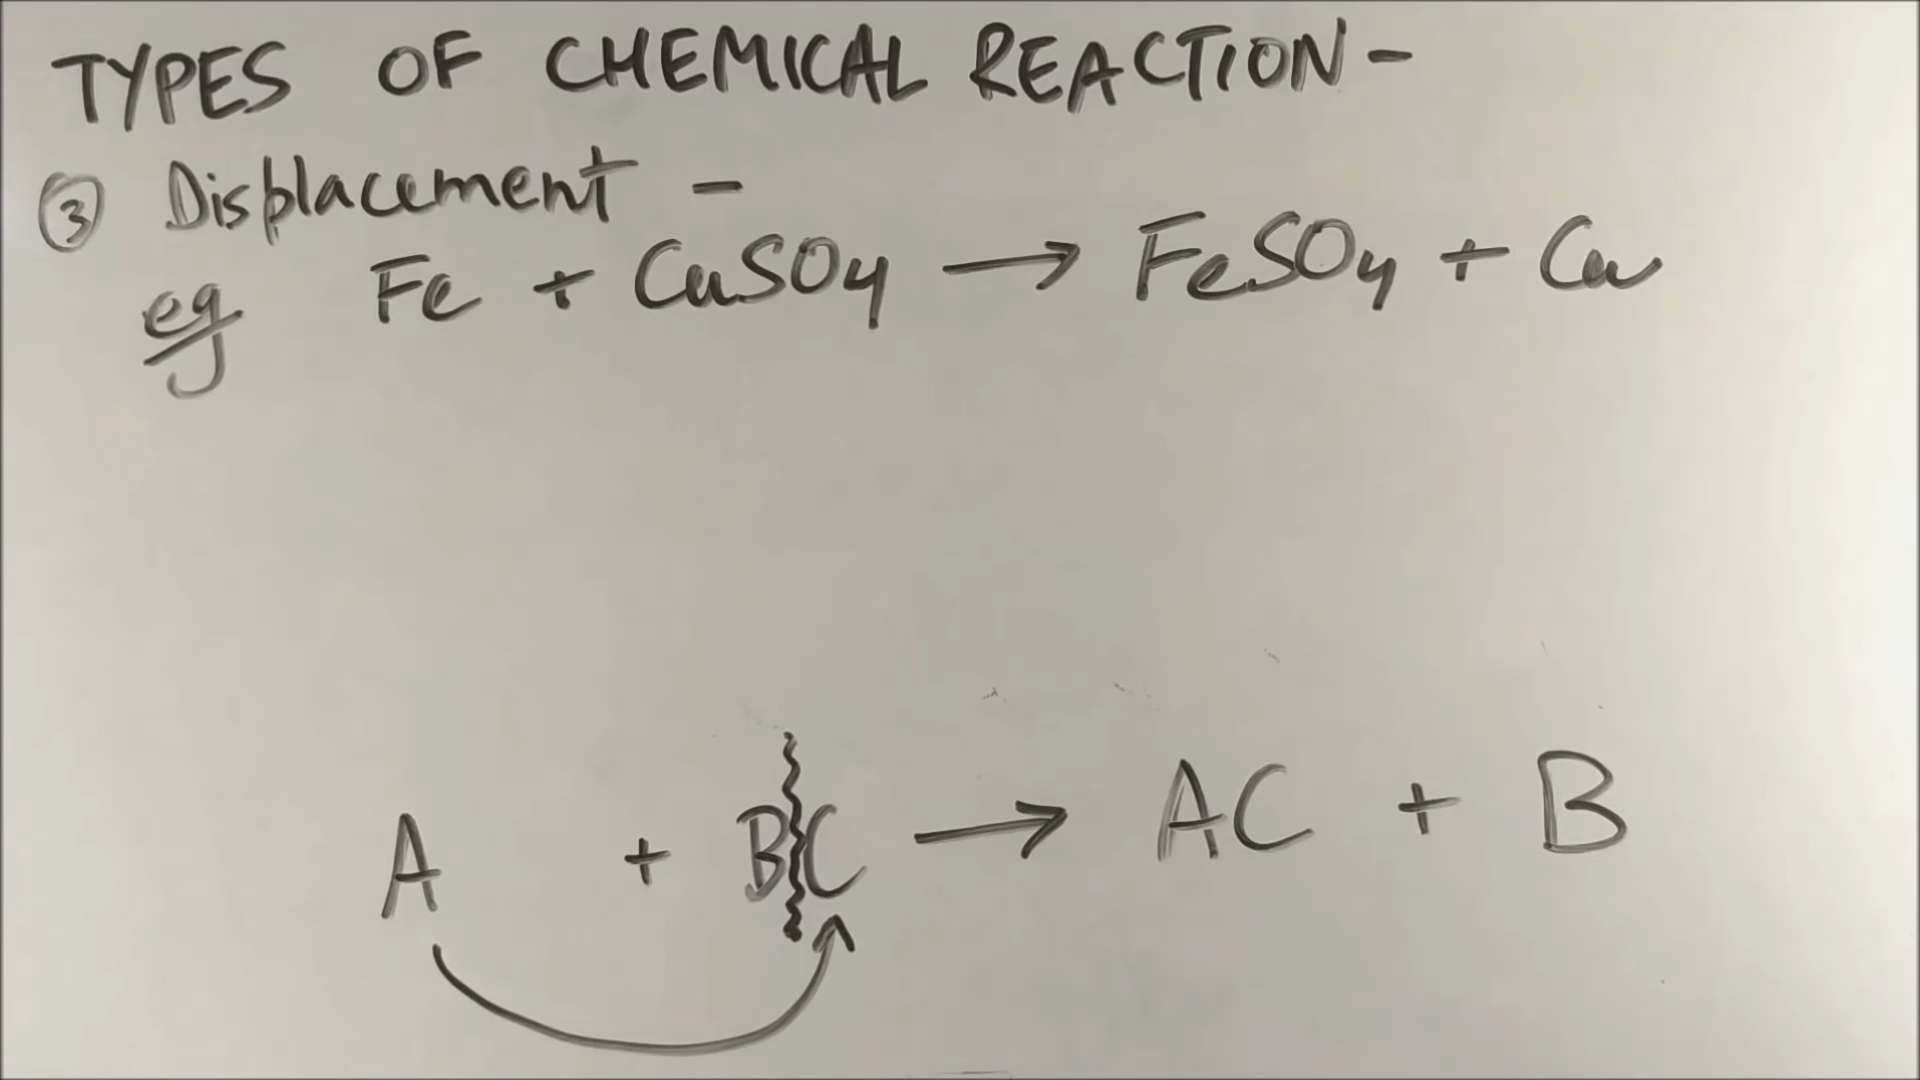 TYPES OF CHEMICAL REACTION -
③ Displacement -
eg Fe + CuSO4 → FeSO4 + Cu
A + BC → AC + B